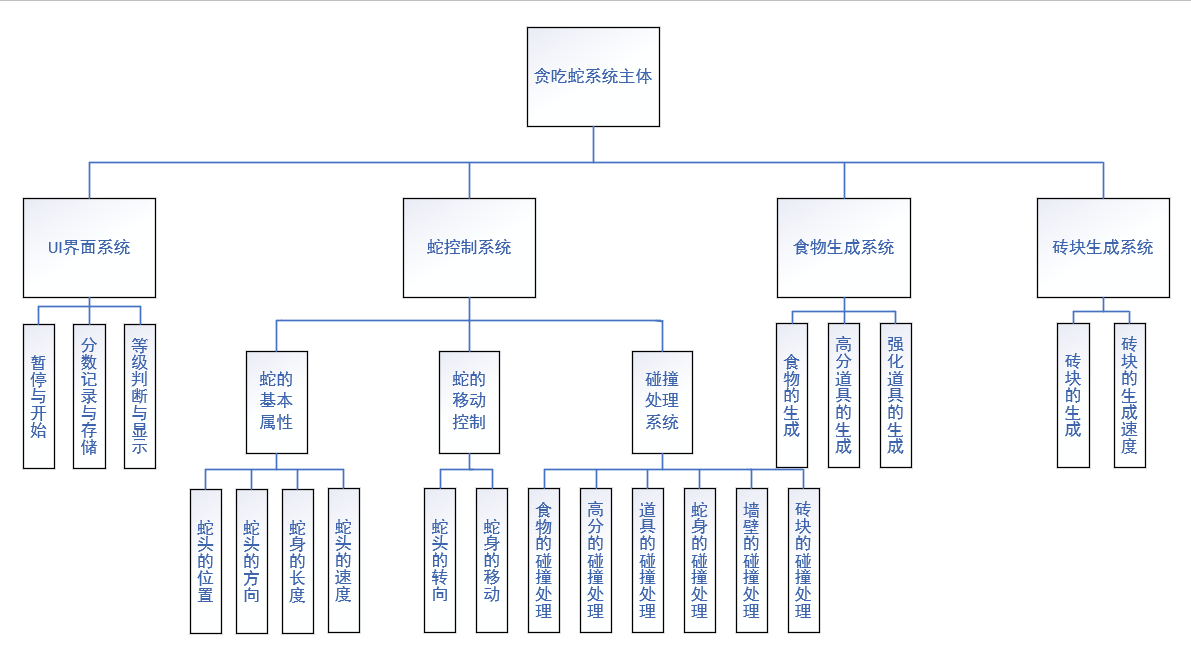 贪吃蛇系统主体
UI界面系统
蛇控制系统
食物生成系统
砖块生成系统
暂停与开始
分数记录与存储
等级判断与显示
蛇的
基本
属性
蛇的
移动
控制
碰撞
处理
系统
食物的生成
高分道具的生成
强化道具的生成
砖块的生成
砖块的生成速度
蛇头的位置
蛇头的方向
蛇身的长度
蛇头的速度
蛇头的转向
蛇身的移动
食物的碰撞处理
高分的碰撞处理
道具的碰撞处理
蛇身的碰撞处理
墙壁的碰撞处理
砖块的碰撞处理